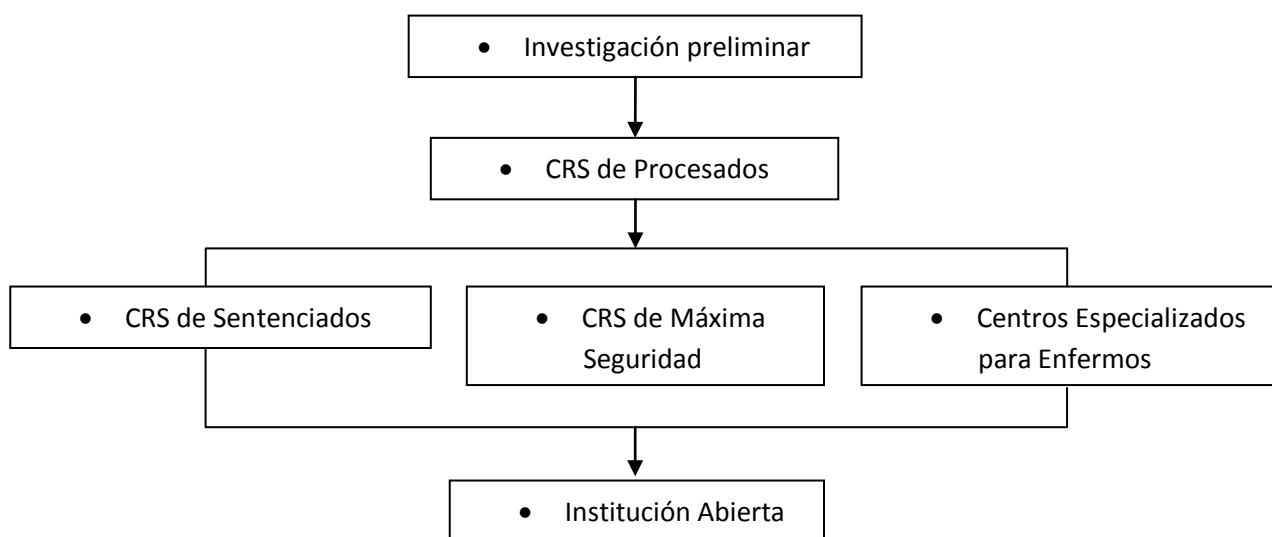 • Investigación preliminar
• CRS de Procesados
• CRS de Sentenciados
• CRS de Máxima
Seguridad
• Centros Especializados
para Enfermos
• Institución Abierta